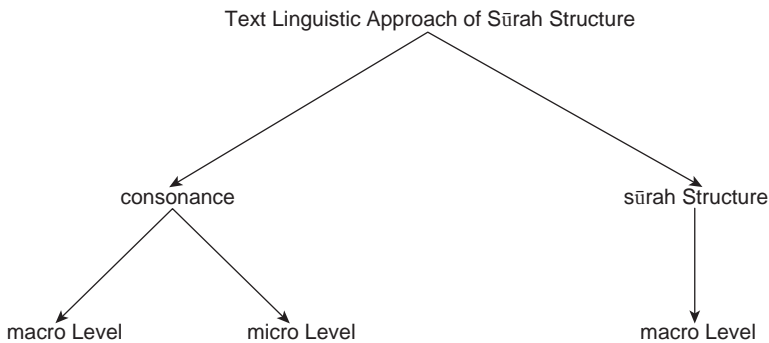 Text Linguistic Approach of Sūrah Structure
consonance sūrah Structure
macro Level micro Level macro Level